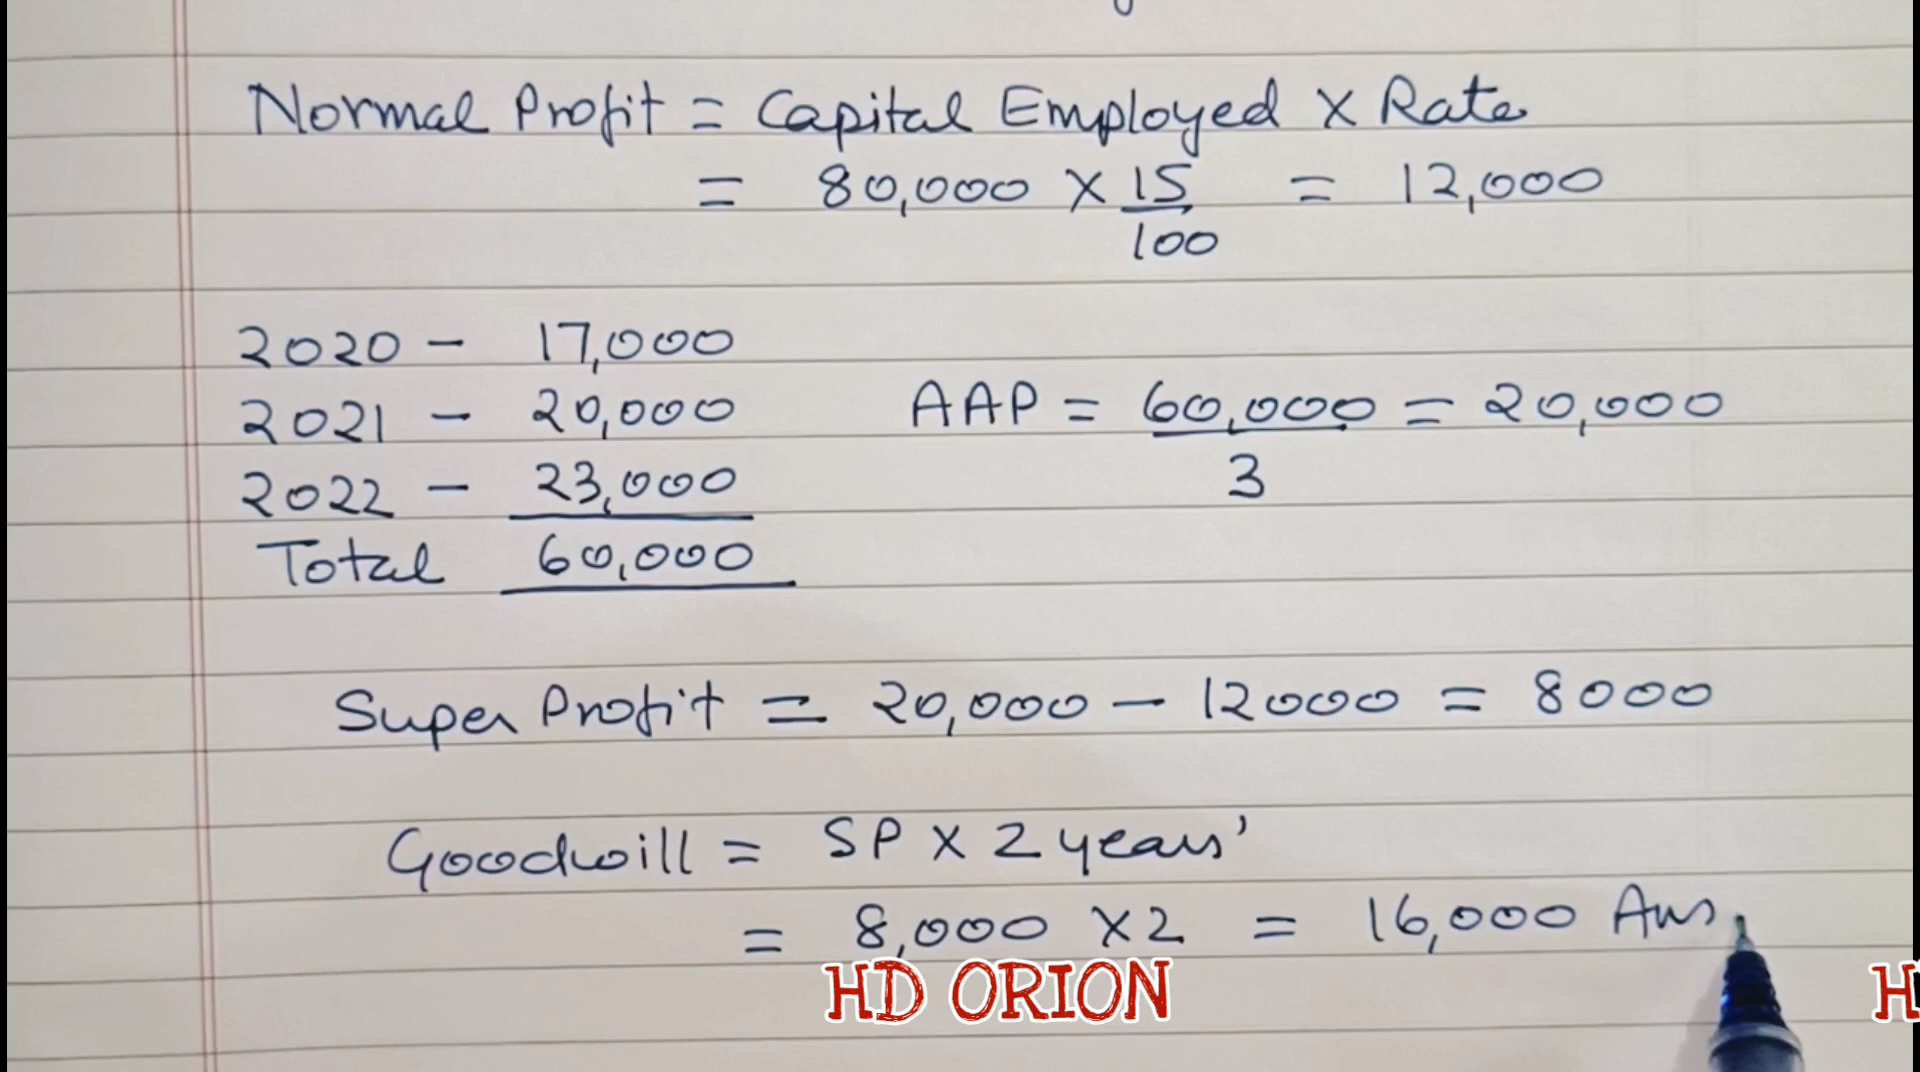 Normal Profit = Capital Employed X Rate
= 80,000 X 15/100 = 12,000
2020 - 17,000
2021 - 20,000 AAP = 60,000/3 = 20,000
2022 - 23,000
Total 60,000
Super Profit = 20,000 - 12000 = 8000
Goodwill = SP X 2 years'
= 8,000 X2 = 16,000 Ans
HD ORION
H